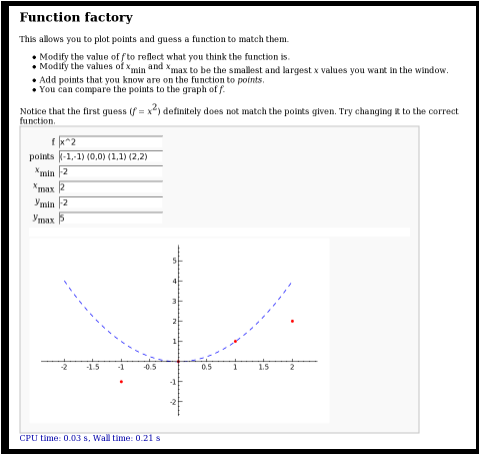 Function factory
This allows you to plot points and guess a function to match them.
• Modify the value of f to reflect what you think the function is.
• Modify the values of xmin and xmax to be the smallest and largest x values you want in the window.
• Add points that you know are on the function to points.
• You can compare the points to the graph of f.
Notice that the first guess (f = x^2) definitely does not match the points given. Try changing it to the correct
function.
f x^2
points (-1,-1) (0,0) (1,1) (2,2)
xmin -2
xmax 2
ymin -2
ymax 5
5
4
3
2
1
-2 -1.5 -1 -0.5 0.5 1 1.5 2
-1
-2
CPU time: 0.03 s, Wall time: 0.21 s